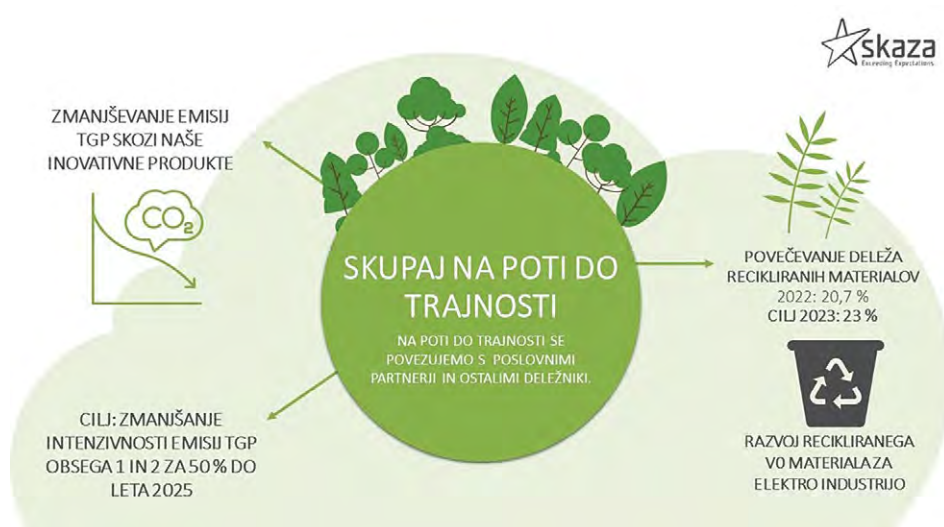 skaza
Exceeding Expectations
ZMANJŠEVANJE EMISIJ
TGP SKOZI NAŠE
INOVATIVNE PRODUKTE
CO2
SKUPAJ NA POTI DO
TRAJNOSTI
NA POTI DO TRAJNOSTI SE
POVEZUJEMO S POSLOVNIMI
PARTNERJI IN OSTALIMI DELEŽNIKI.
POVEČEVANJE DELEŽA
RECIKLIRANIH MATERIALOV
2022: 20,7 %
CILJ 2023: 23 %
CILJ: ZMANJŠANJE
INTENZIVNOSTI EMISIJ TGP
OBSEGA 1 IN 2 ZA 50 % DO
LETA 2025
RAZVOJ RECIKLIRANEGA
V0 MATERIALA ZA
ELEKTRO INDUSTRIJO